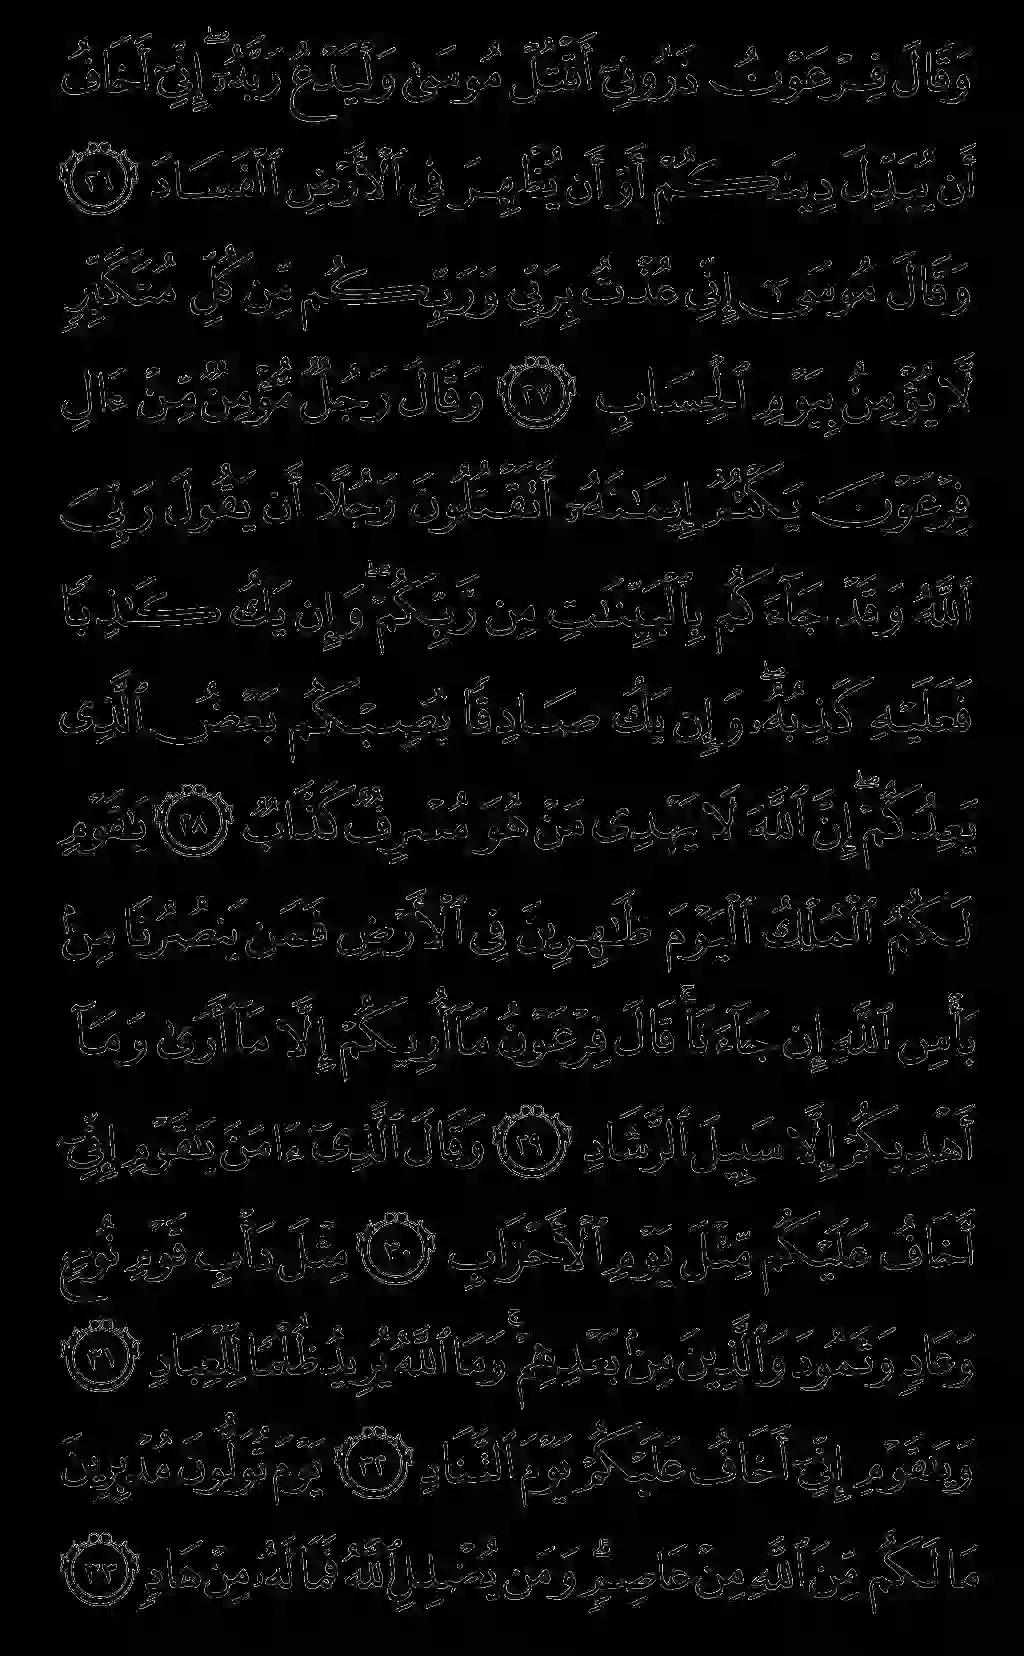 وَقَالَ فِرْعَوْنُ ذَرُونِىٓ أَقْتُلْ مُوسَىٰ وَلْيَدْعُ رَبَّهُۥٓ ۖ إِنِّىٓ أَخَافُ
أَن يُبَدِّلَ دِينَكُمْ أَوْ أَن يُظْهِرَ فِى ٱلْأَرْضِ ٱلْفَسَادَ ٢٦
وَقَالَ مُوسَىٰٓ إِنِّى عُذْتُ بِرَبِّى وَرَبِّكُم مِّن كُلِّ مُتَكَبِّرٍ
لَّا يُؤْمِنُ بِيَوْمِ ٱلْحِسَابِ ٢٧ وَقَالَ رَجُلٌ مُّؤْمِنٌ مِّنْ ءَالِ
فِرْعَوْنَ يَكْتُمُ إِيمَٰنَهُۥٓ أَتَقْتُلُونَ رَجُلًا أَن يَقُولَ رَبِّىَ
ٱللَّهُ وَقَدْ جَآءَكُم بِٱلْبَيِّنَٰتِ مِن رَّبِّكُمْ ۖ وَإِن يَكُ كَٰذِبًا
فَعَلَيْهِ كَذِبُهُۥ ۖ وَإِن يَكُ صَادِقًا يُصِبْكُم بَعْضُ ٱلَّذِى
يَعِدُكُمْ ۖ إِنَّ ٱللَّهَ لَا يَهْدِى مَنْ هُوَ مُسْرِفٌ كَذَّابٌ ٢٨ يَٰقَوْمِ
لَكُمُ ٱلْمُلْكُ ٱلْيَوْمَ ظَٰهِرِينَ فِى ٱلْأَرْضِ فَمَن يَنصُرُنَا مِنۢ
بَأْسِ ٱللَّهِ إِن جَآءَنَا ۚ قَالَ فِرْعَوْنُ مَآ أُرِيكُمْ إِلَّا مَآ أَرَىٰ وَمَآ
أَهْدِيكُمْ إِلَّا سَبِيلَ ٱلرَّشَادِ ٢٩ وَقَالَ ٱلَّذِىٓ ءَامَنَ يَٰقَوْمِ إِنِّىٓ
أَخَافُ عَلَيْكُم مِّثْلَ يَوْمِ ٱلْأَحْزَابِ ٣٠ مِثْلَ دَأْبِ قَوْمِ نُوحٍ
وَعَادٍ وَثَمُودَ وَٱلَّذِينَ مِنۢ بَعْدِهِمْ ۚ وَمَا ٱللَّهُ يُرِيدُ ظُلْمًا لِّلْعِبَادِ ٣١
وَيَٰقَوْمِ إِنِّىٓ أَخَافُ عَلَيْكُمْ يَوْمَ ٱلتَّنَادِ ٣٢ يَوْمَ تُوَلُّونَ مُدْبِرِينَ
مَا لَكُم مِّنَ ٱللَّهِ مِنْ عَاصِمٍ ۗ وَمَن يُضْلِلِ ٱللَّهُ فَمَا لَهُۥ مِنْ هَادٍ ٣٣